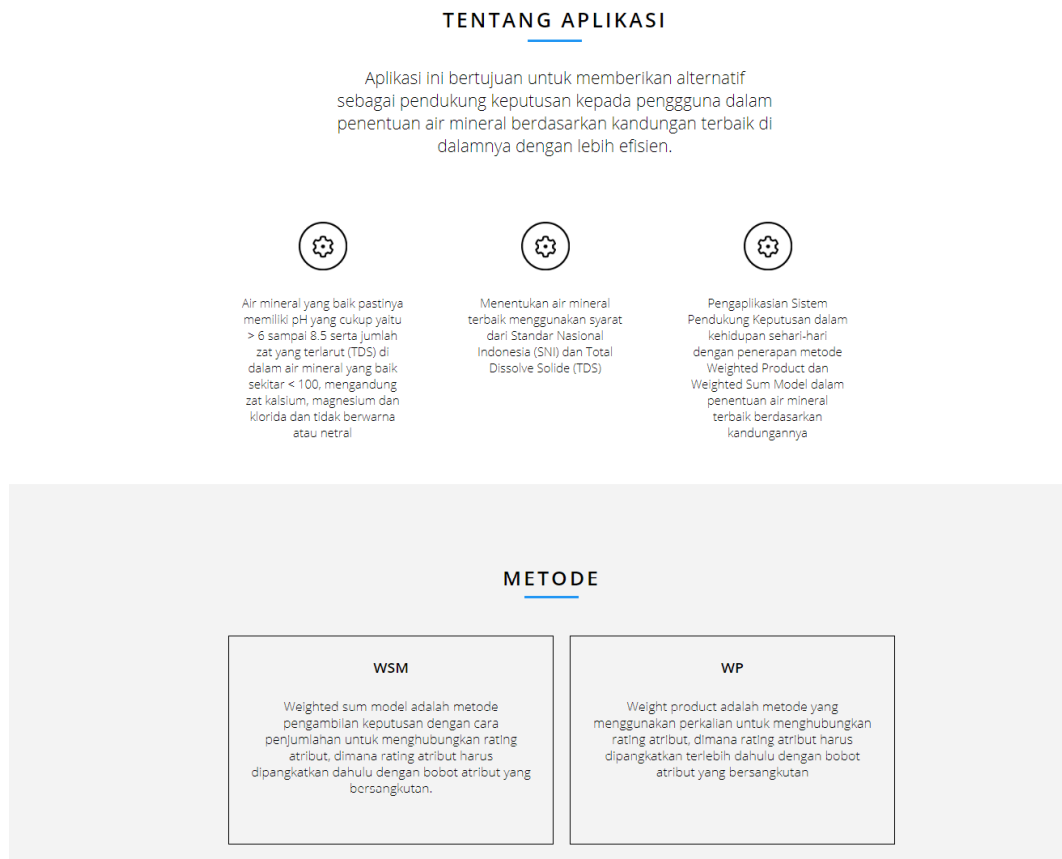 TENTANG APLIKASI
Aplikasi ini bertujuan untuk memberikan alternatif
sebagai pendukung keputusan kepada penggguna dalam
penentuan air mineral berdasarkan kandungan terbaik di
dalamnya dengan lebih efisien.
Air mineral yang baik pastinya
memiliki pH yang cukup yaitu
> 6 sampai 8.5 serta jumlah
zat yang terlarut (TDS) di
dalam air mineral yang baik
sekitar < 100, mengandung
zat kalsium, magnesium dan
klorida dan tidak berwarna
atau netral
Menentukan air mineral
terbaik menggunakan syarat
dari Standar Nasional
Indonesia (SNI) dan Total
Dissolve Solide (TDS)
Pengaplikasian Sistem
Pendukung Keputusan dalam
kehidupan sehari-hari
dengan penerapan metode
Weighted Product dan
Weighted Sum Model dalam
penentuan air mineral
terbaik berdasarkan
kandungannya
METODE
WSM
Weighted sum model adalah metode
pengambilan keputusan dengan cara
penjumlahan untuk menghubungkan rating
atribut, dimana rating atribut harus
dipangkatkan dahulu dengan bobot atribut yang
bersangkutan.
WP
Weight product adalah metode yang
menggunakan perkalian untuk menghubungkan
rating atribut, dimana rating atribut harus
dipangkatkan terlebih dahulu dengan bobot
atribut yang bersangkutan